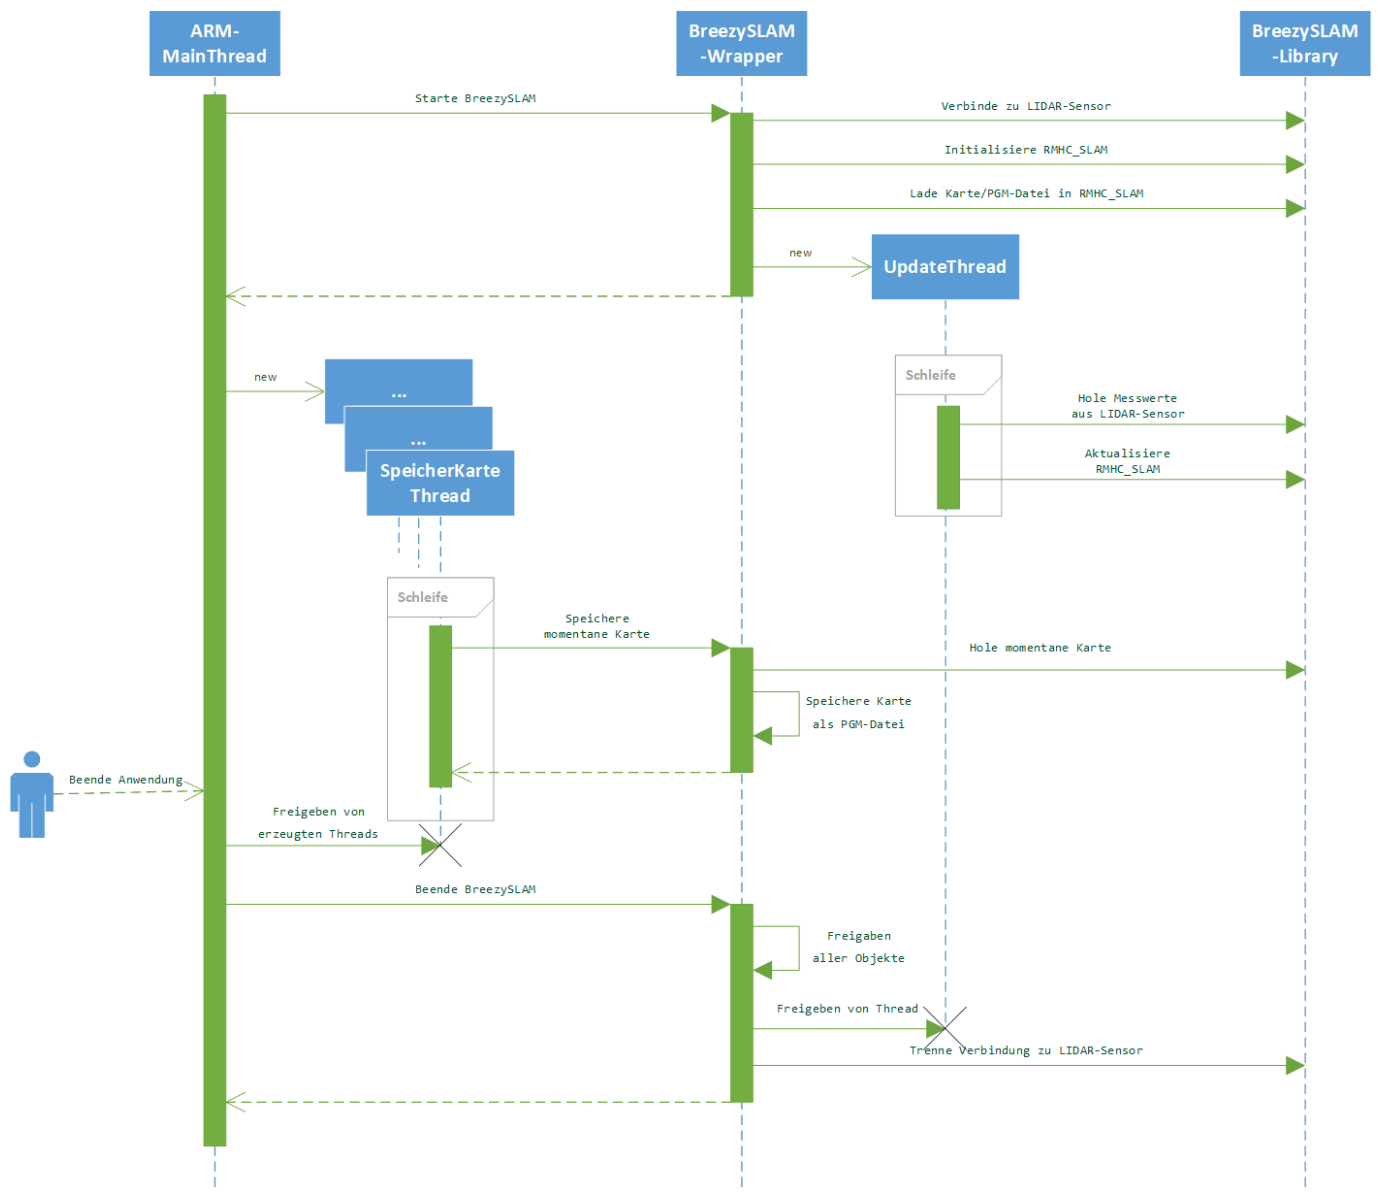 ARM-
MainThread
BreezySLAM
-Wrapper
BreezySLAM
-Library
Starte BreezySLAM
Verbinde zu LIDAR-Sensor
Initialisiere RMHC_SLAM
Lade Karte/PGM-Datei in RMHC_SLAM
new
UpdateThread
new
...
...
SpeicherKarte
Thread
Schleife
Hole Messwerte
aus LIDAR-Sensor
Aktualisiere
RMHC_SLAM
Schleife
Speichere
momentane Karte
Hole momentane Karte
Speichere Karte
als PGM-Datei
Beende Anwendung
Freigeben von
erzeugten Threads
Beende BreezySLAM
Freigaben
aller Objekte
Freigeben von Thread
Trenne Verbindung zu LIDAR-Sensor